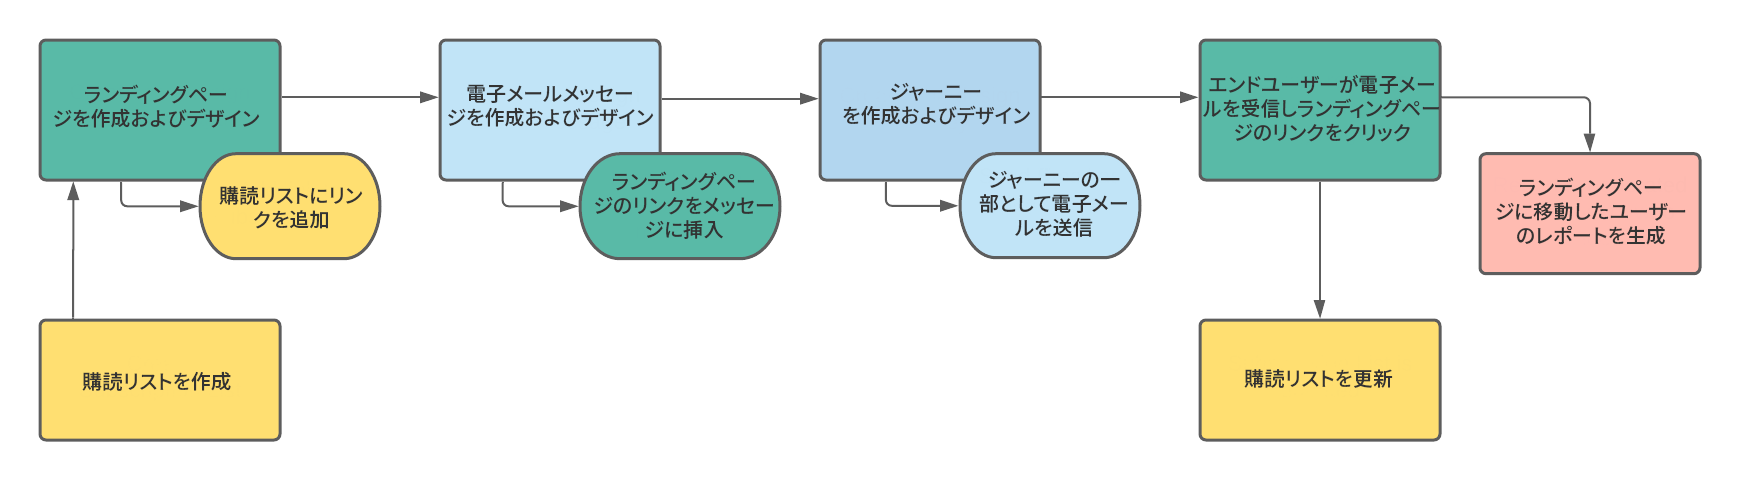 ランディングペー
ジを作成およびデザイン
購読リストにリン
クを追加
電子メールメッセー
ジを作成およびデザイン
ランディングペー
ジのリンクをメッセー
ジに挿入
ジャーニー
を作成およびデザイン
ジャーニーの一
部として電子メー
ルを送信
エンドユーザーが電子メー
ルを受信しランディングペー
ジのリンクをクリック
ランディングペー
ジに移動したユーザー
のレポートを生成
購読リストを作成
購読リストを更新